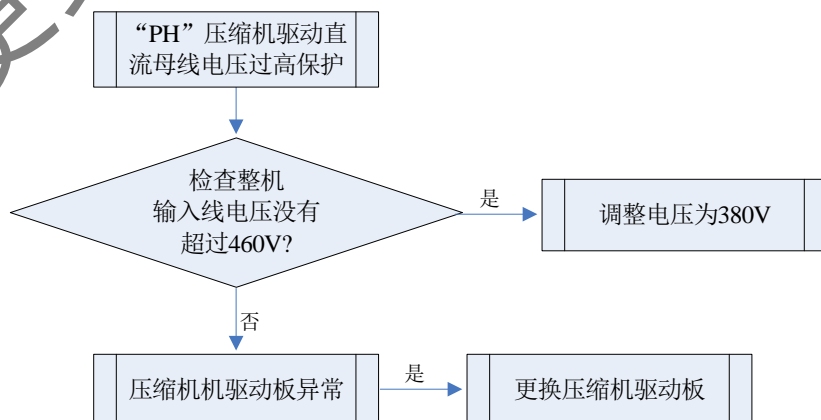 “PH”压缩机驱动直
流母线电压过高保护
检查整机
输入线电压没有
超过460V?
是
调整电压为380V
否
压缩机机驱动板异常
是
更换压缩机驱动板